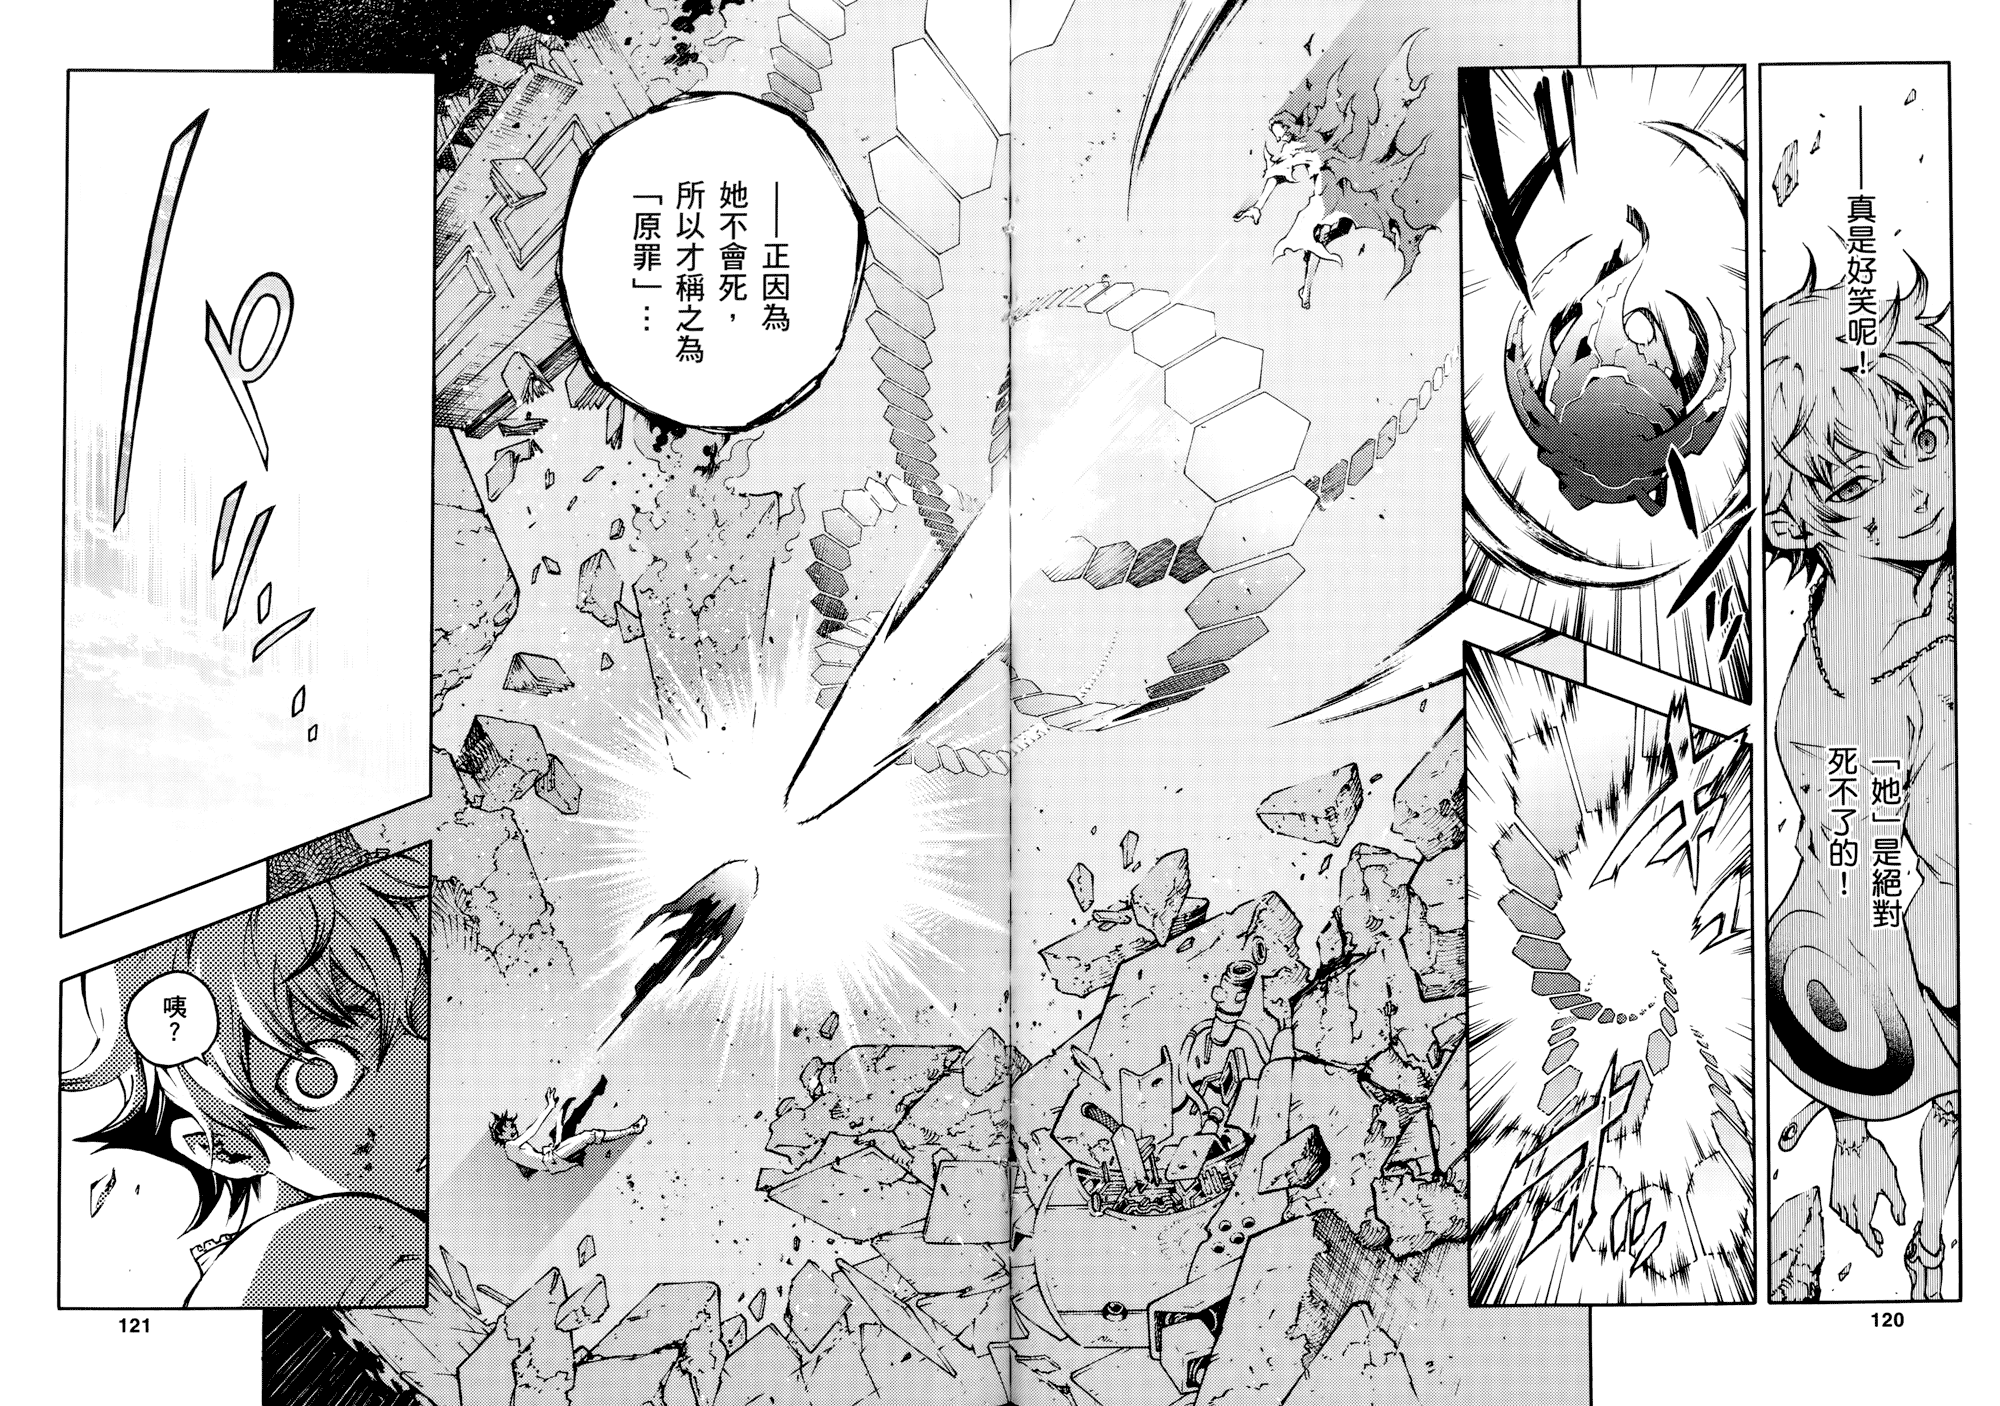 ——真是好笑呢！
「她」是絕對
死不了的！
——正因為
她不會死，
所以才稱之為
「原罪」…
咦？
120
121